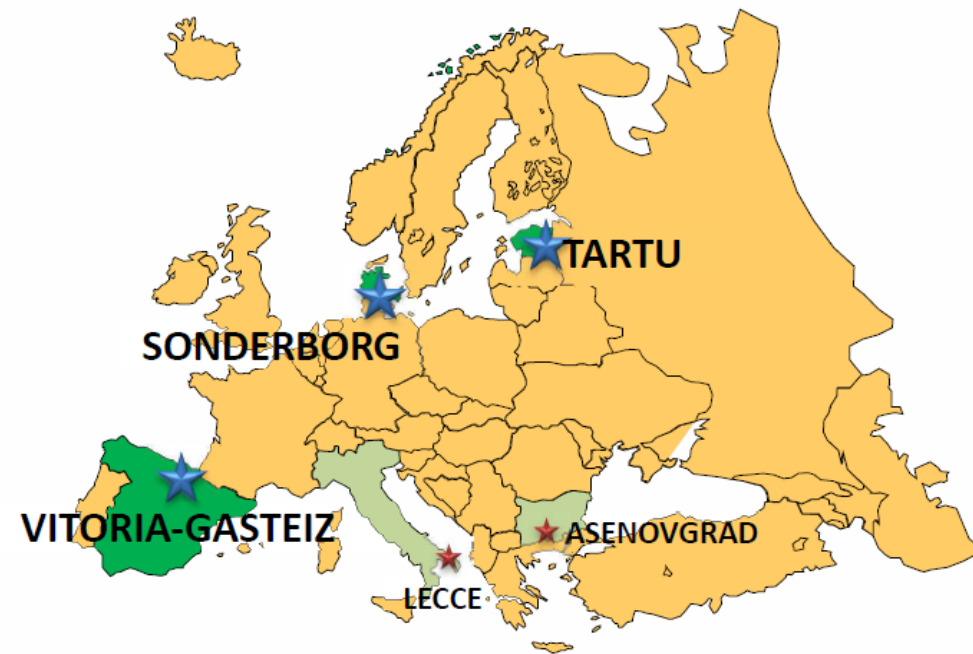 TARTU
SONDERBORG
VITORIA-GASTEIZ
ASENOVGRAD
LECCE